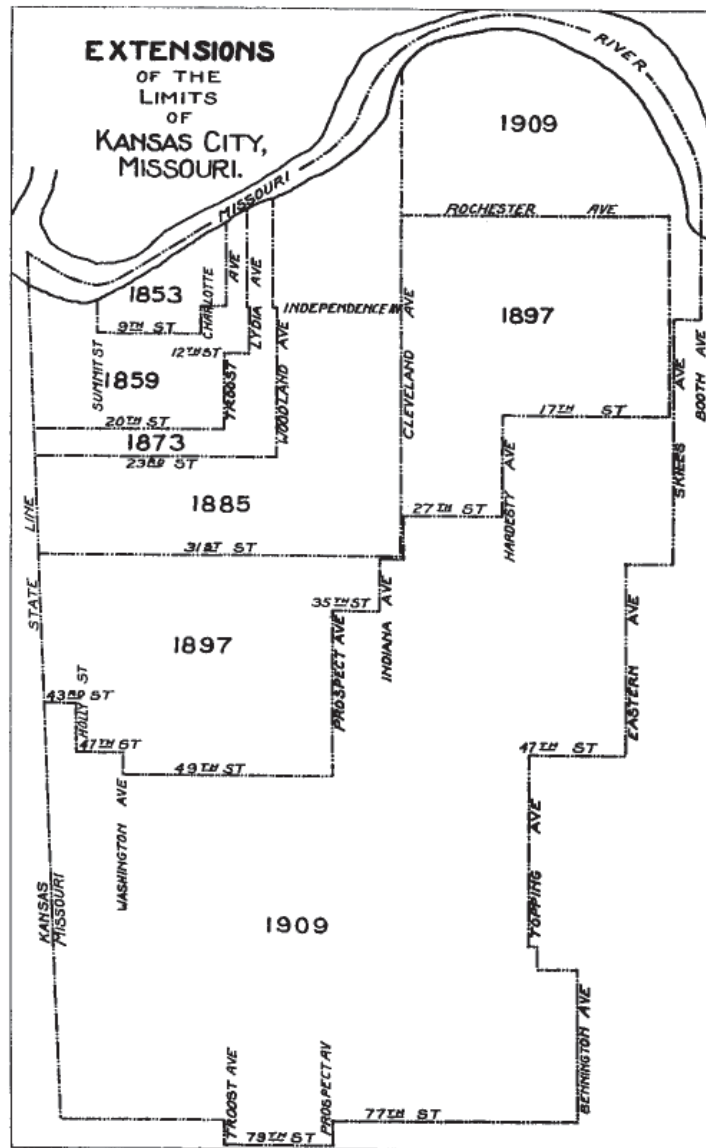 EXTENSIONS
OF THE
LIMITS
OF
KANSAS CITY,
MISSOURI.
RIVER
MISSOURI
1909
ROCHESTER AVE
1853
CHARLOTTE
AVE
LYDIA AVE
INDEPENDENCE AV
CLEVELAND AVE
1897
9TH ST
SUMMIT ST
12TH ST
1859
TROOST
WOODLAND AVE
SKILES AVE
BOOTH AVE
20TH ST
17TH ST
1873
23RD ST
HARDESTY AVE
1885
27TH ST
STATE LINE
31ST ST
35TH ST
INDIANA AVE
PROSPECT AVE
1897
EASTERN AVE
43RD ST
HOLLY ST
47TH ST
47TH ST
49TH ST
WASHINGTON AVE
TOPPING AVE
KANSAS
MISSOURI
1909
BENNINGTON AVE
TROOST AVE
PROSPECT AV
77TH ST
79TH ST